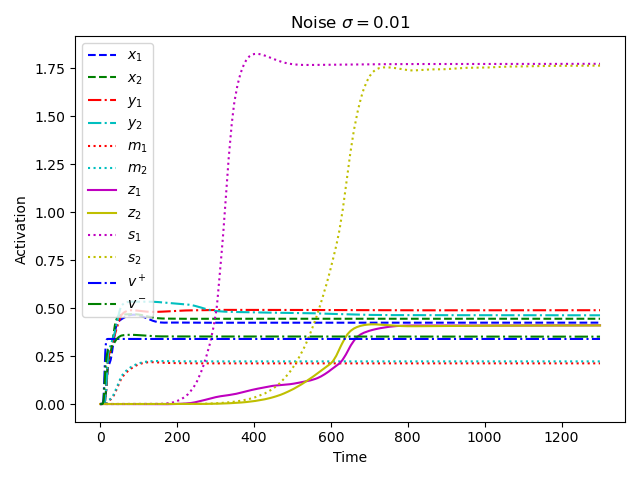 Noise σ = 0.01
x₁
x₂
y₁
y₂
m₁
m₂
z₁
z₂
s₁
s₂
v⁺
v⁻
1.75
1.50
1.25
1.00
0.75
0.50
0.25
0.00
Activation
0 200 400 600 800 1000 1200
Time